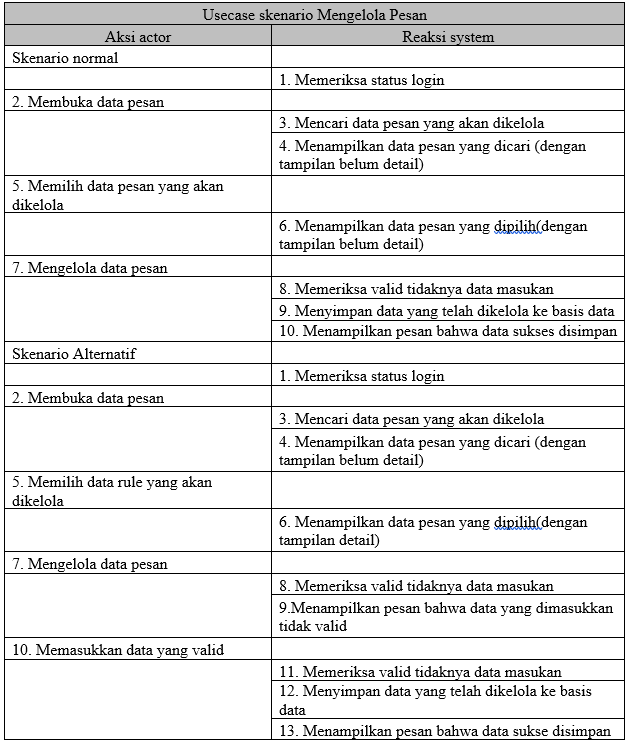 Usecase skenario Mengelola Pesan
Aksi actor
Reaksi system
Skenario normal
1. Memeriksa status login
2. Membuka data pesan
3. Mencari data pesan yang akan dikelola
4. Menampilkan data pesan yang dicari (dengan
tampilan belum detail)
5. Memilih data pesan yang akan
dikelola
6. Menampilkan data pesan yang dipilih(dengan
tampilan belum detail)
7. Mengelola data pesan
8. Memeriksa valid tidaknya data masukan
9. Menyimpan data yang telah dikelola ke basis data
10. Menampilkan pesan bahwa data sukses disimpan
Skenario Alternatif
1. Memeriksa status login
2. Membuka data pesan
3. Mencari data pesan yang akan dikelola
4. Menampilkan data pesan yang dicari (dengan
tampilan belum detail)
5. Memilih data rule yang akan
dikelola
6. Menampilkan data pesan yang dipilih(dengan
tampilan detail)
7. Mengelola data pesan
8. Memeriksa valid tidaknya data masukan
9.Menampilkan pesan bahwa data yang dimasukkan
tidak valid
10. Memasukkan data yang valid
11. Memeriksa valid tidaknya data masukan
12. Menyimpan data yang telah dikelola ke basis
data
13. Menampilkan pesan bahwa data sukse disimpan